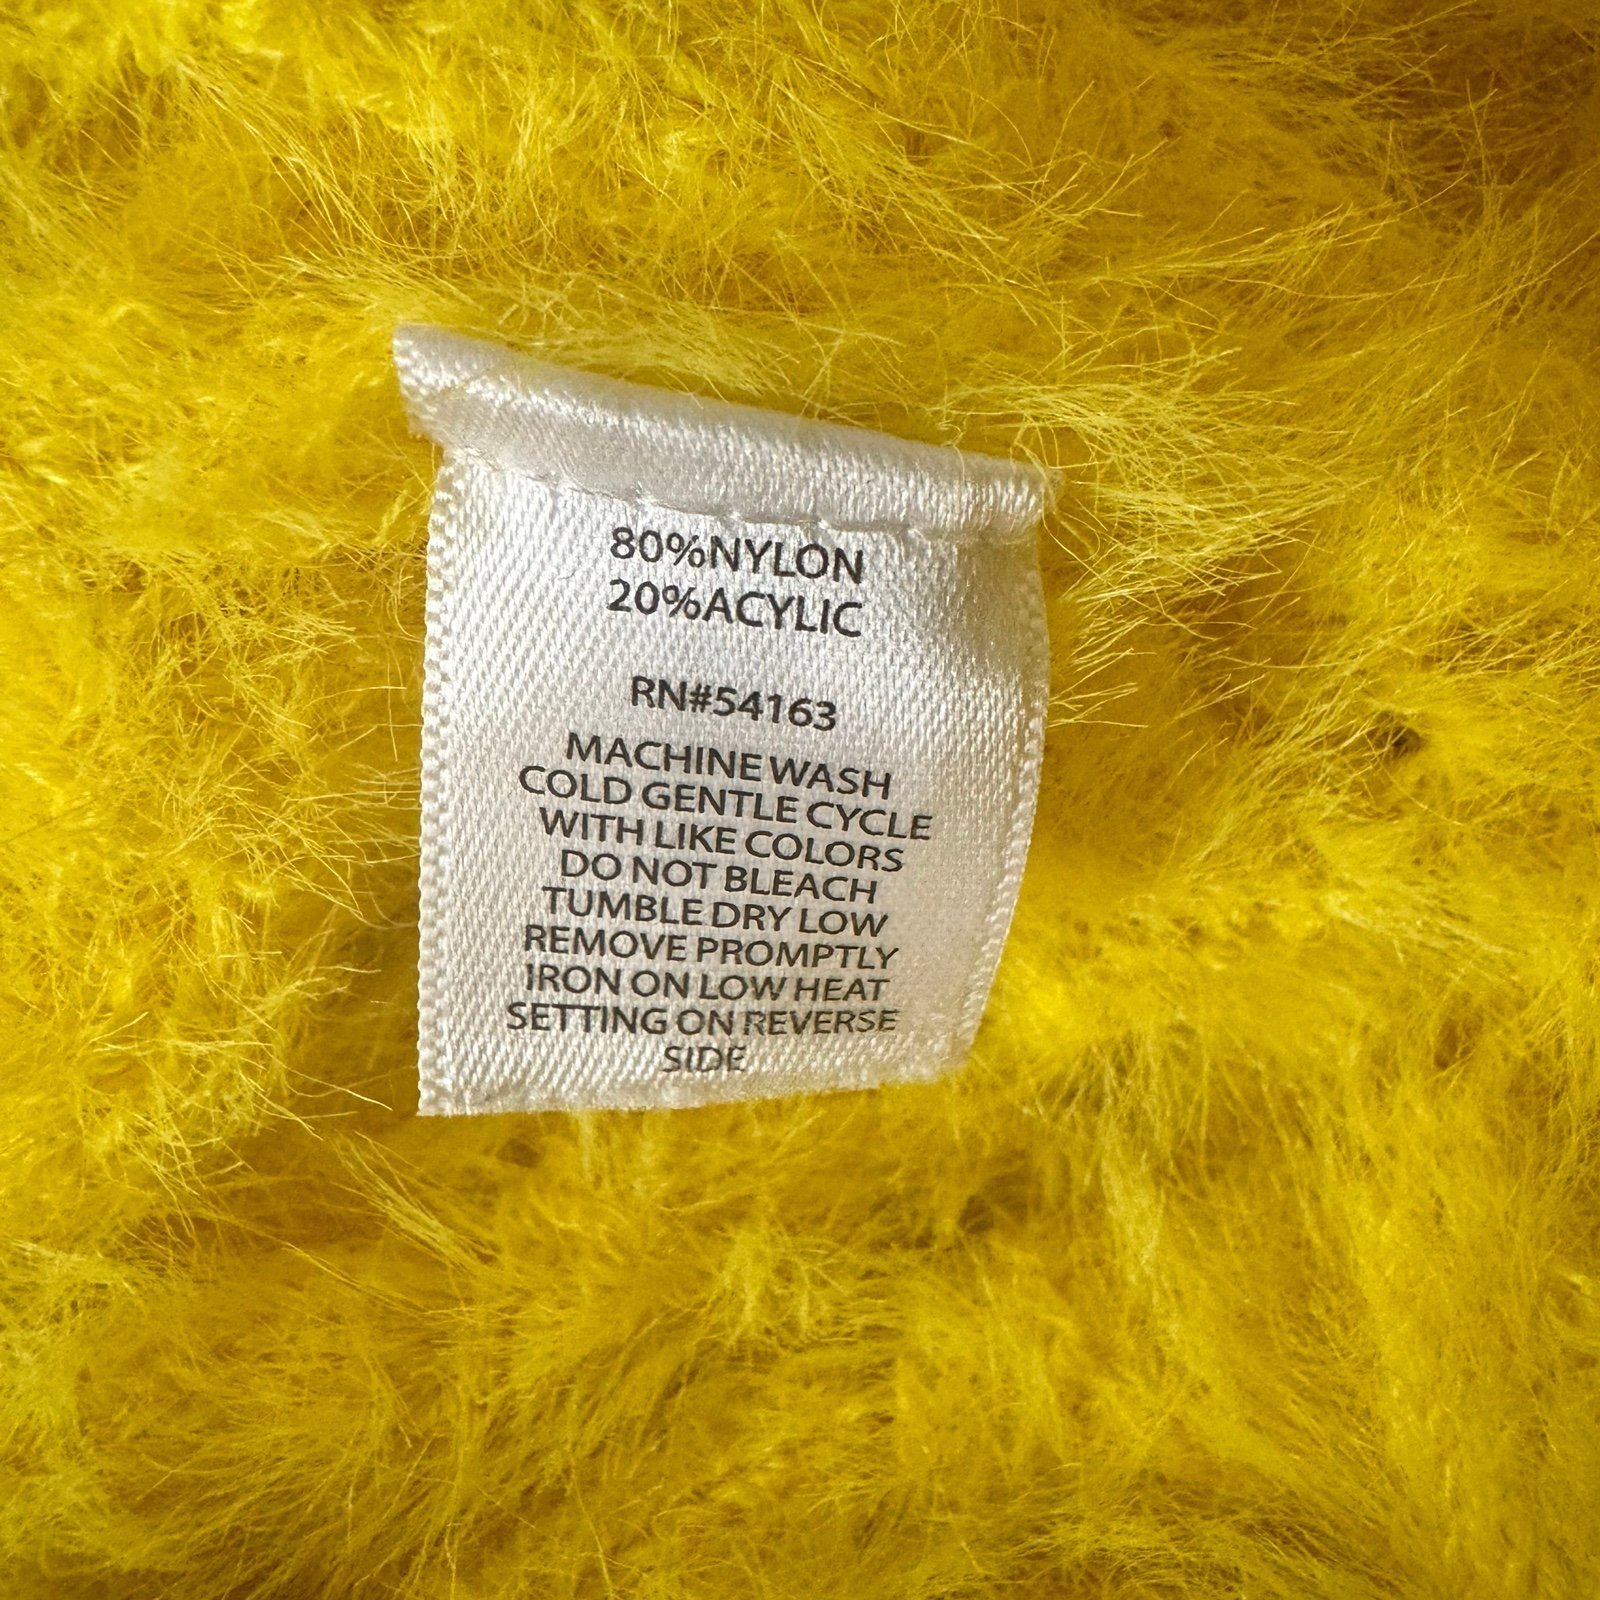 80%NYLON
20%ACYLIC
RN#54163
MACHINE WASH
COLD GENTLE CYCLE
WITH LIKE COLORS
DO NOT BLEACH
TUMBLE DRY LOW
REMOVE PROMPTLY
IRON ON LOW HEAT
SETTING ON REVERSE
SIDE